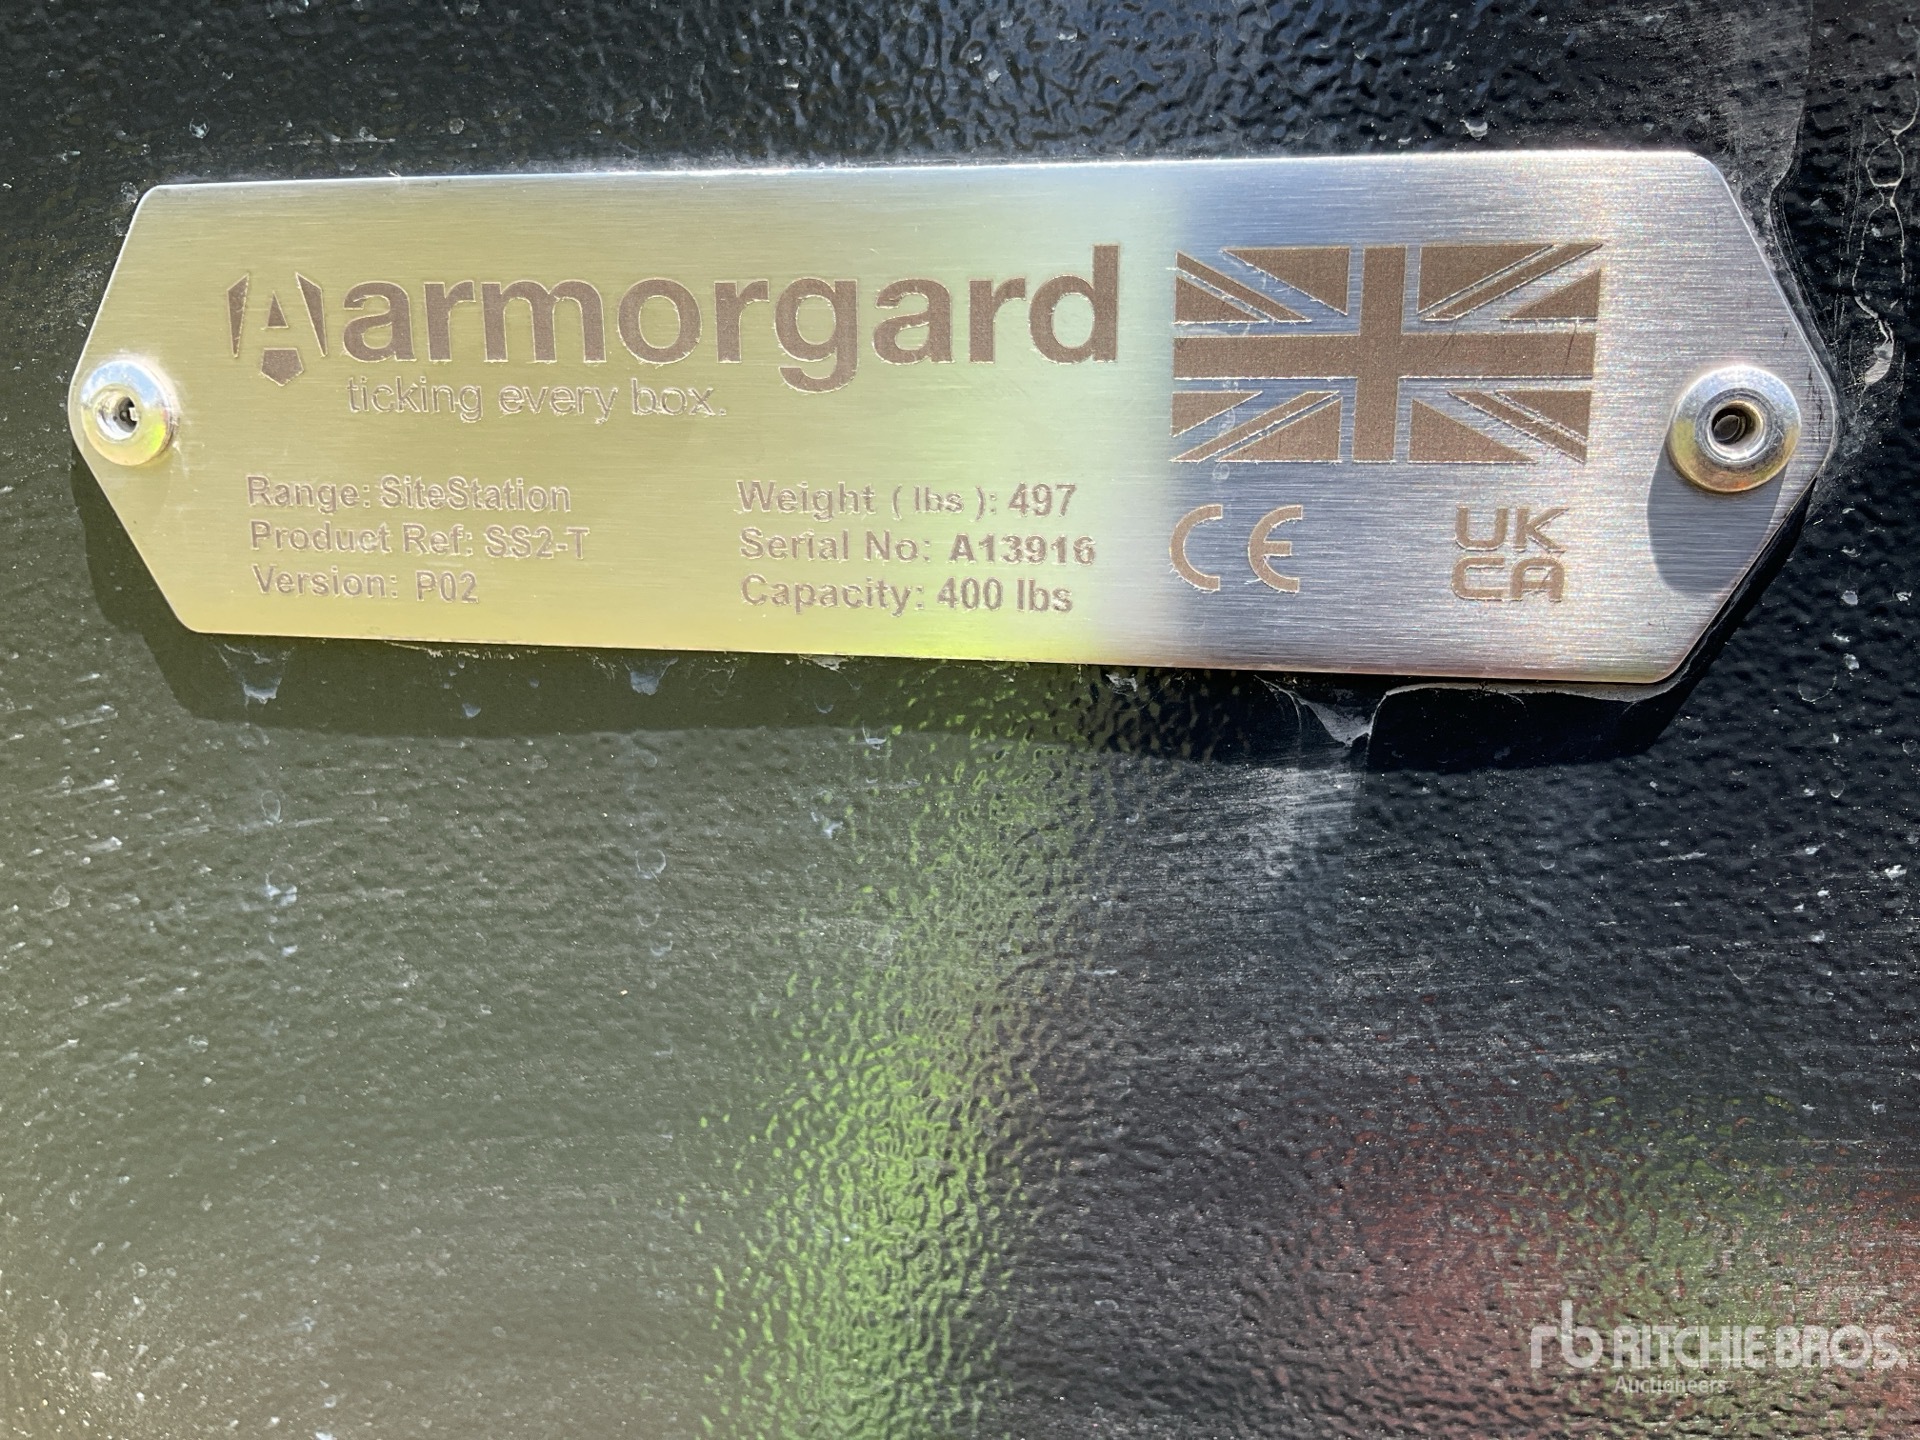 armorgard
ticking every box.
Range: SiteStation
Product Ref: SS2-T
Version: P02
Weight ( lbs ): 497
Serial No: A13916
Capacity: 400 lbs
CE
UK
CA
rb RITCHIE BROS.
Auctioneers